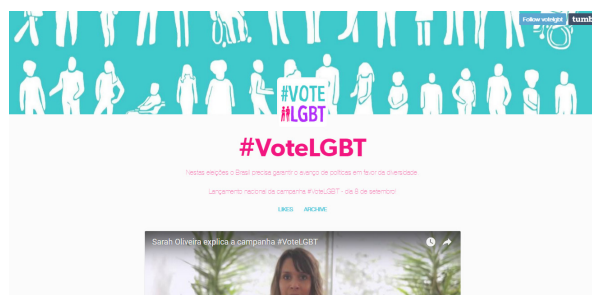 Follow votelgbt
tumb
#VOTE
#LGBT
#VoteLGBT
Nestas eleições o Brasil precisa garantir o avanço de políticas em favor da diversidade.
Lançamento nacional da campanha #VoteLGBT - dia 8 de setembro!
LIKES ARCHIVE
Sarah Oliveira explica a campanha #VoteLGBT